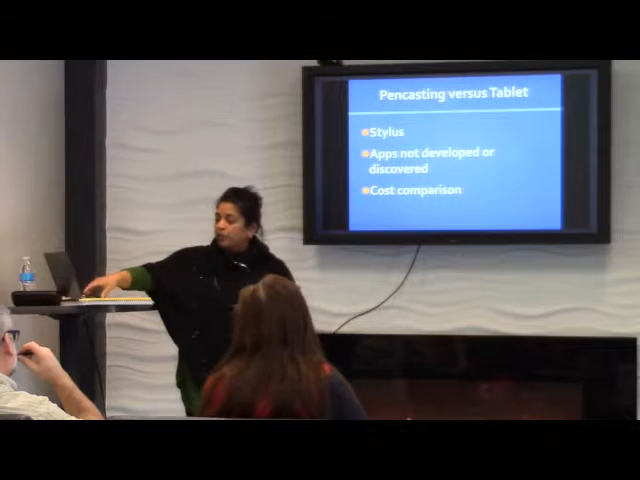 Pencasting versus Tablet
Stylus
Apps not developed or
discovered
Cost comparison